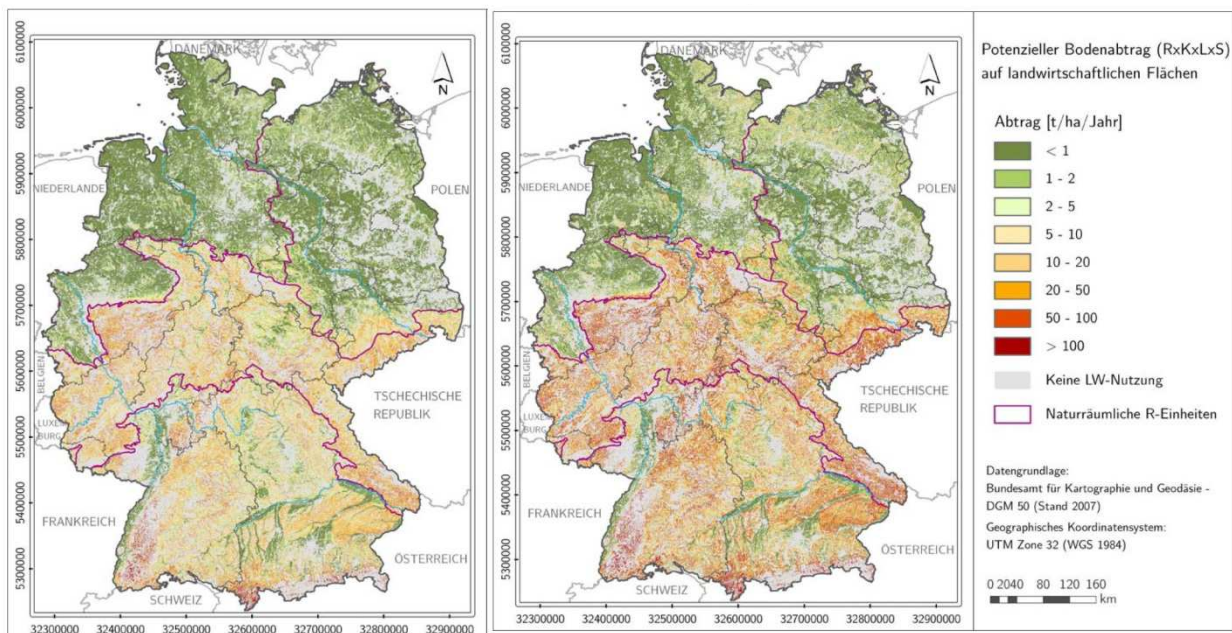 DÄNEMARK
N
NIEDERLANDE
POLEN
BELGIEN
LUXEM
BURG
TSCHECHISCHE
REPUBLIK
FRANKREICH
ÖSTERREICH
SCHWEIZ
6100000
6000000
5900000
5800000
5700000
5600000
5500000
5400000
5300000
32300000 32400000 32500000 32600000 32700000 32800000 32900000
DÄNEMARK
N
NIEDERLANDE
POLEN
BELGIEN
LUXEM
BURG
TSCHECHISCHE
REPUBLIK
FRANKREICH
ÖSTERREICH
SCHWEIZ
6100000
6000000
5900000
5800000
5700000
5600000
5500000
5400000
5300000
32300000 32400000 32500000 32600000 32700000 32800000 32900000
Potenzieller Bodenabtrag (RxKxLxS)
auf landwirtschaftlichen Flächen
Abtrag [t/ha/Jahr]
< 1
1 - 2
2 - 5
5 - 10
10 - 20
20 - 50
50 - 100
> 100
Keine LW-Nutzung
Naturräumliche R-Einheiten
Datengrundlage:
Bundesamt für Kartographie und Geodäsie -
DGM 50 (Stand 2007)
Geographisches Koordinatensystem:
UTM Zone 32 (WGS 1984)
0 2040 80 120 160
km